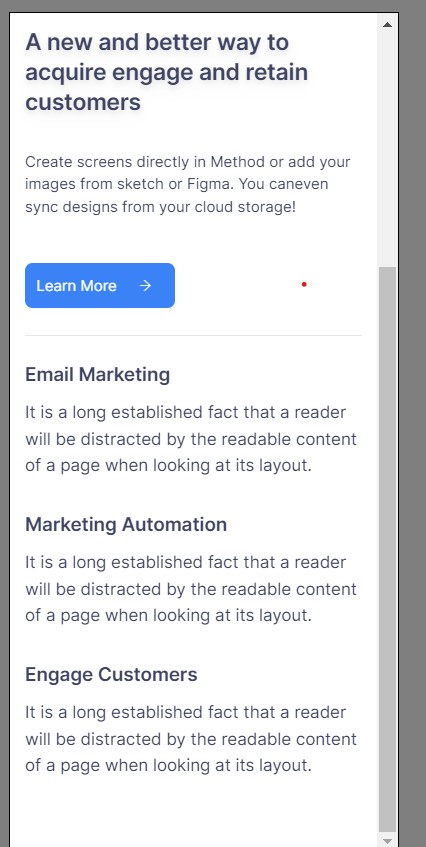 A new and better way to
acquire engage and retain
customers
Create screens directly in Method or add your
images from sketch or Figma. You caneven
sync designs from your cloud storage!
Learn More →
Email Marketing
It is a long established fact that a reader
will be distracted by the readable content
of a page when looking at its layout.
Marketing Automation
It is a long established fact that a reader
will be distracted by the readable content
of a page when looking at its layout.
Engage Customers
It is a long established fact that a reader
will be distracted by the readable content
of a page when looking at its layout.